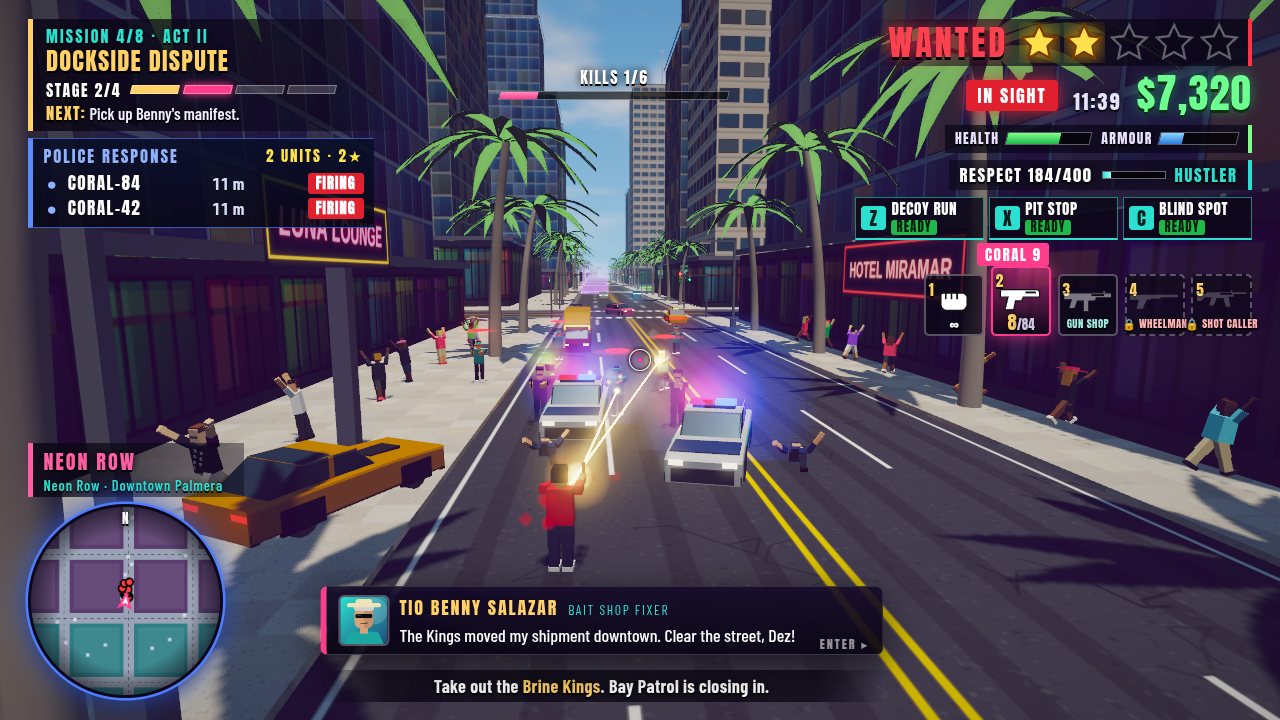 MISSION 4/8 · ACT II
DOCKSIDE DISPUTE
STAGE 2/4
NEXT: Pick up Benny's manifest.
POLICE RESPONSE
2 UNITS · 2★
CORAL-84 11 m FIRING
CORAL-42 11 m FIRING
LUNA LOUNGE
KILLS 1/6
WANTED
IN SIGHT 11:39 $7,320
HEALTH ARMOUR
RESPECT 184/400 HUSTLER
Z DECOY RUN READY
X PIT STOP READY
C BLIND SPOT READY
HOTEL MIRAMAR
CORAL 9
1 ∞
2 8/84
3 GUN SHOP
4 WHEELMAN
5 SHOT CALLER
NEON ROW
Neon Row · Downtown Palmera
N
TIO BENNY SALAZAR BAIT SHOP FIXER
The Kings moved my shipment downtown. Clear the street, Dez!
ENTER ▸
Take out the Brine Kings. Bay Patrol is closing in.